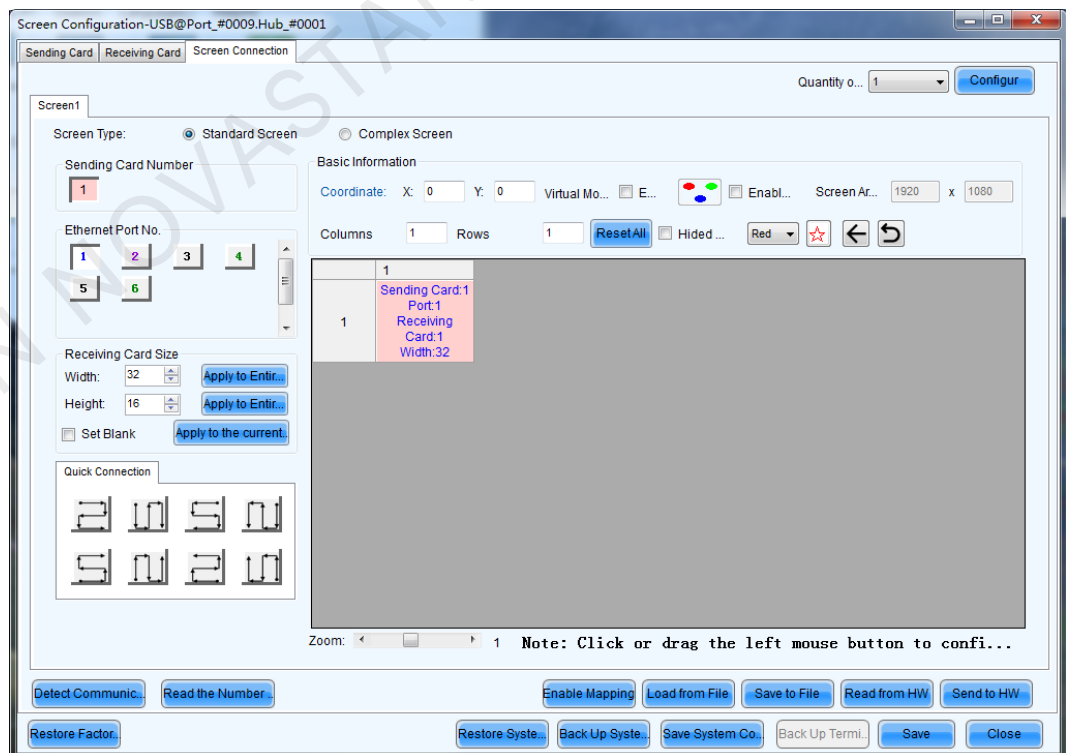 Screen Configuration-USB@Port_#0009.Hub_#0001
Sending Card Receiving Card Screen Connection
Quantity o... 1 Configur
Screen1
Screen Type: Standard Screen Complex Screen
Sending Card Number
1
Basic Information
Coordinate: X: 0 Y: 0 Virtual Mo... E... Enabl... Screen Ar... 1920 x 1080
Columns 1 Rows 1 Reset All Hided ... Red
Ethernet Port No.
1 2 3 4
5 6
1
1
Sending Card:1
Port:1
Receiving
Card:1
Width:32
Receiving Card Size
Width: 32 Apply to Entir...
Height: 16 Apply to Entir...
Set Blank Apply to the current.
Quick Connection
Zoom: 1 Note: Click or drag the left mouse button to confi...
Detect Communic.. Read the Number .. Enable Mapping Load from File Save to File Read from HW Send to HW
Restore Factor.. Restore Syste.. Back Up Syste.. Save System Co.. Back Up Termi.. Save Close
NOVASTAR